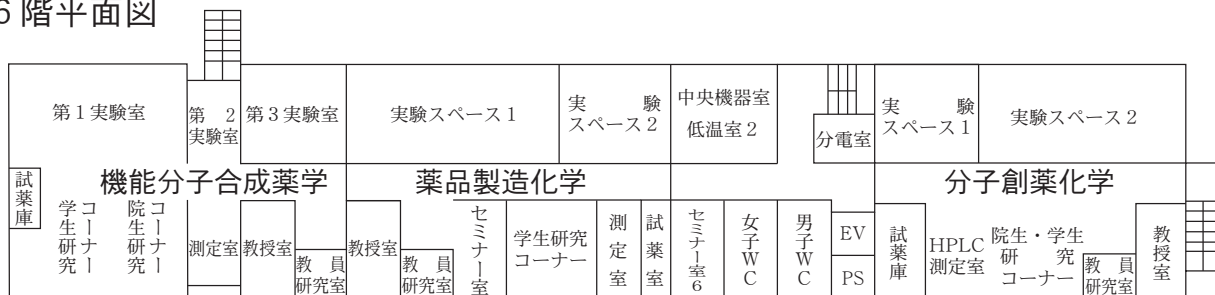 6階平面図
第1実験室
第 2
実験室
第3実験室
実験スペース1
実 験
スペース2
中央機器室
低温室2
分電室
実 験
スペース1
実験スペース2
試薬庫
機能分子合成薬学
薬品製造化学
分子創薬化学
学生研究
コーナー
院生研究
コーナー
測定室
教授室
教 員
研究室
教授室
教 員
研究室
セミナー室
学生研究
コーナー
測定室
試薬室
セミナー室6
女子WC
男子WC
EV
PS
試薬庫
HPLC
測定室
院生・学生
研 究
コーナー
教 員
研究室
教授室